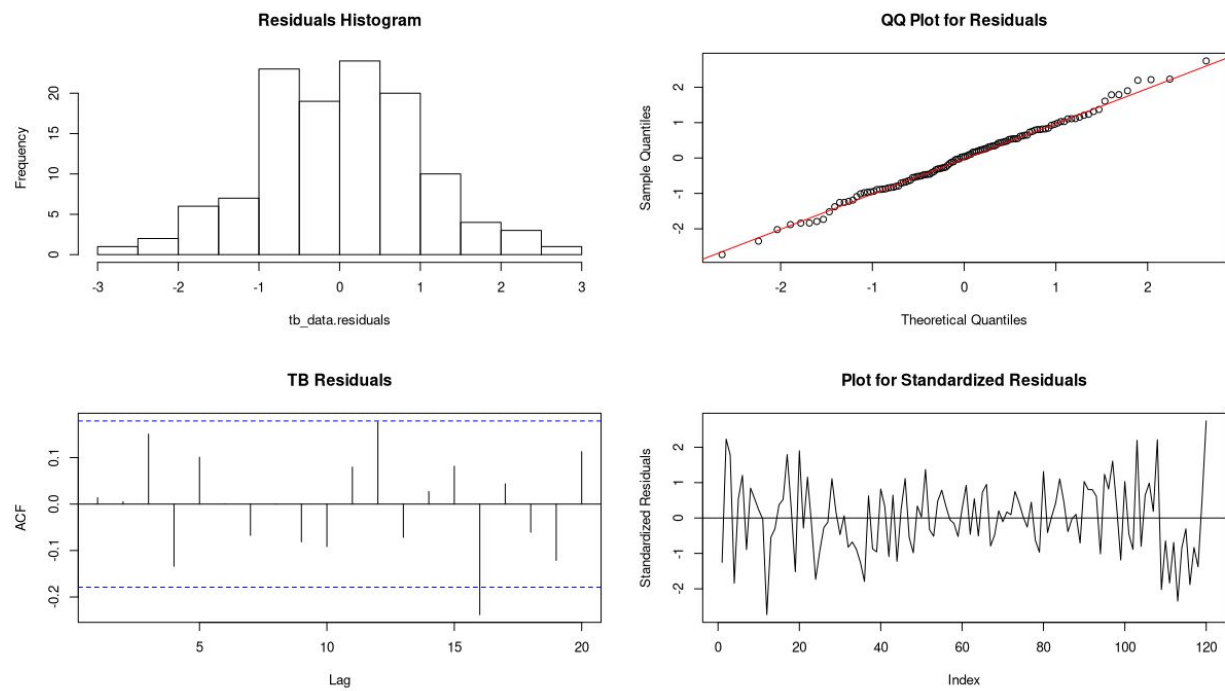 Residuals Histogram
Frequency
0 5 10 15 20
-3 -2 -1 0 1 2 3
tb_data.residuals
QQ Plot for Residuals
Sample Quantiles
-2 -1 0 1 2
-2 -1 0 1 2
Theoretical Quantiles
TB Residuals
ACF
-0.2 -0.1 0.0 0.1
5 10 15 20
Lag
Plot for Standardized Residuals
Standardized Residuals
-2 -1 0 1 2
0 20 40 60 80 100 120
Index